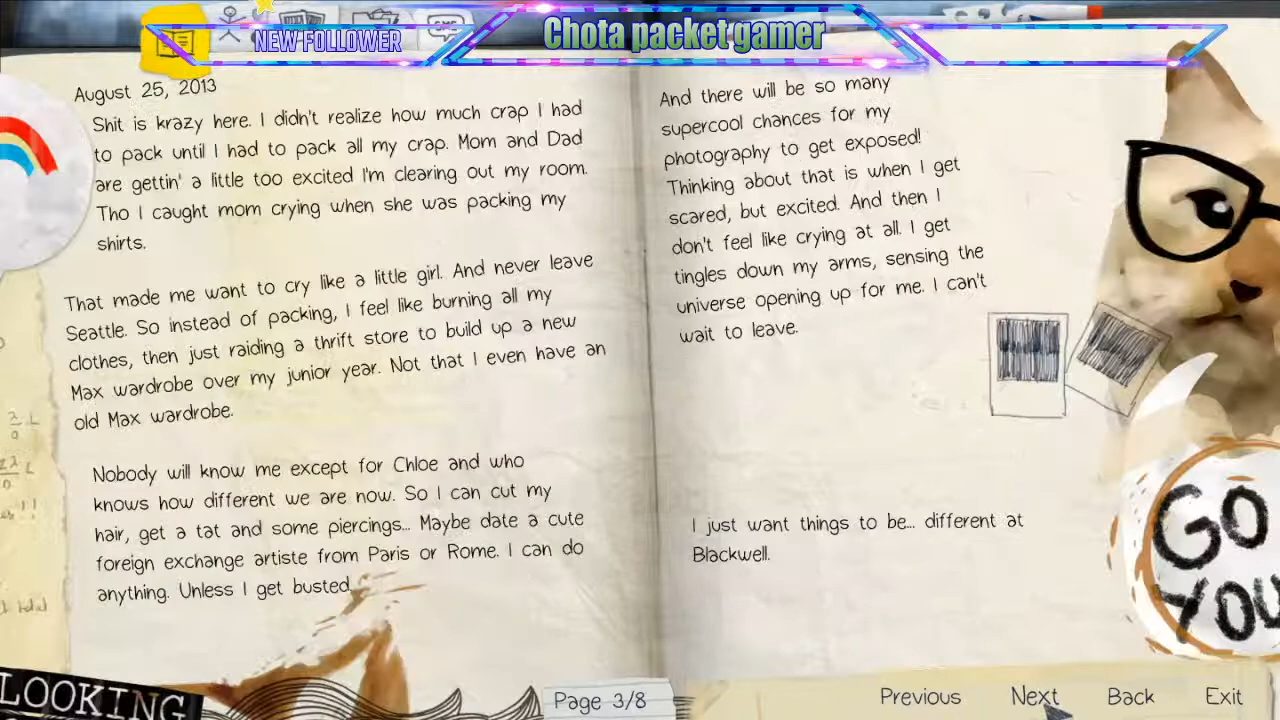 NEW FOLLOWER
Chota packet gamer
August 25, 2013
Shit is krazy here. I didn't realize how much crap I had
to pack until I had to pack all my crap. Mom and Dad
are gettin' a little too excited I'm clearing out my room.
Tho I caught mom crying when she was packing my
shirts.
That made me want to cry like a little girl. And never leave
Seattle. So instead of packing, I feel like burning all my
clothes, then just raiding a thrift store to build up a new
Max wardrobe over my junior year. Not that I even have an
old Max wardrobe.
Nobody will know me except for Chloe and who
knows how different we are now. So I can cut my
hair, get a tat and some piercings... Maybe date a cute
foreign exchange artiste from Paris or Rome. I can do
anything. Unless I get busted.
And there will be so many
supercool chances for my
photography to get exposed!
Thinking about that is when I get
scared, but excited. And then I
don't feel like crying at all. I get
tingles down my arms, sensing the
universe opening up for me. I can't
wait to leave.
I just want things to be... different at
Blackwell.
GO
YOU
LOOKING
Page 3/8
Previous
Next
Back
Exit